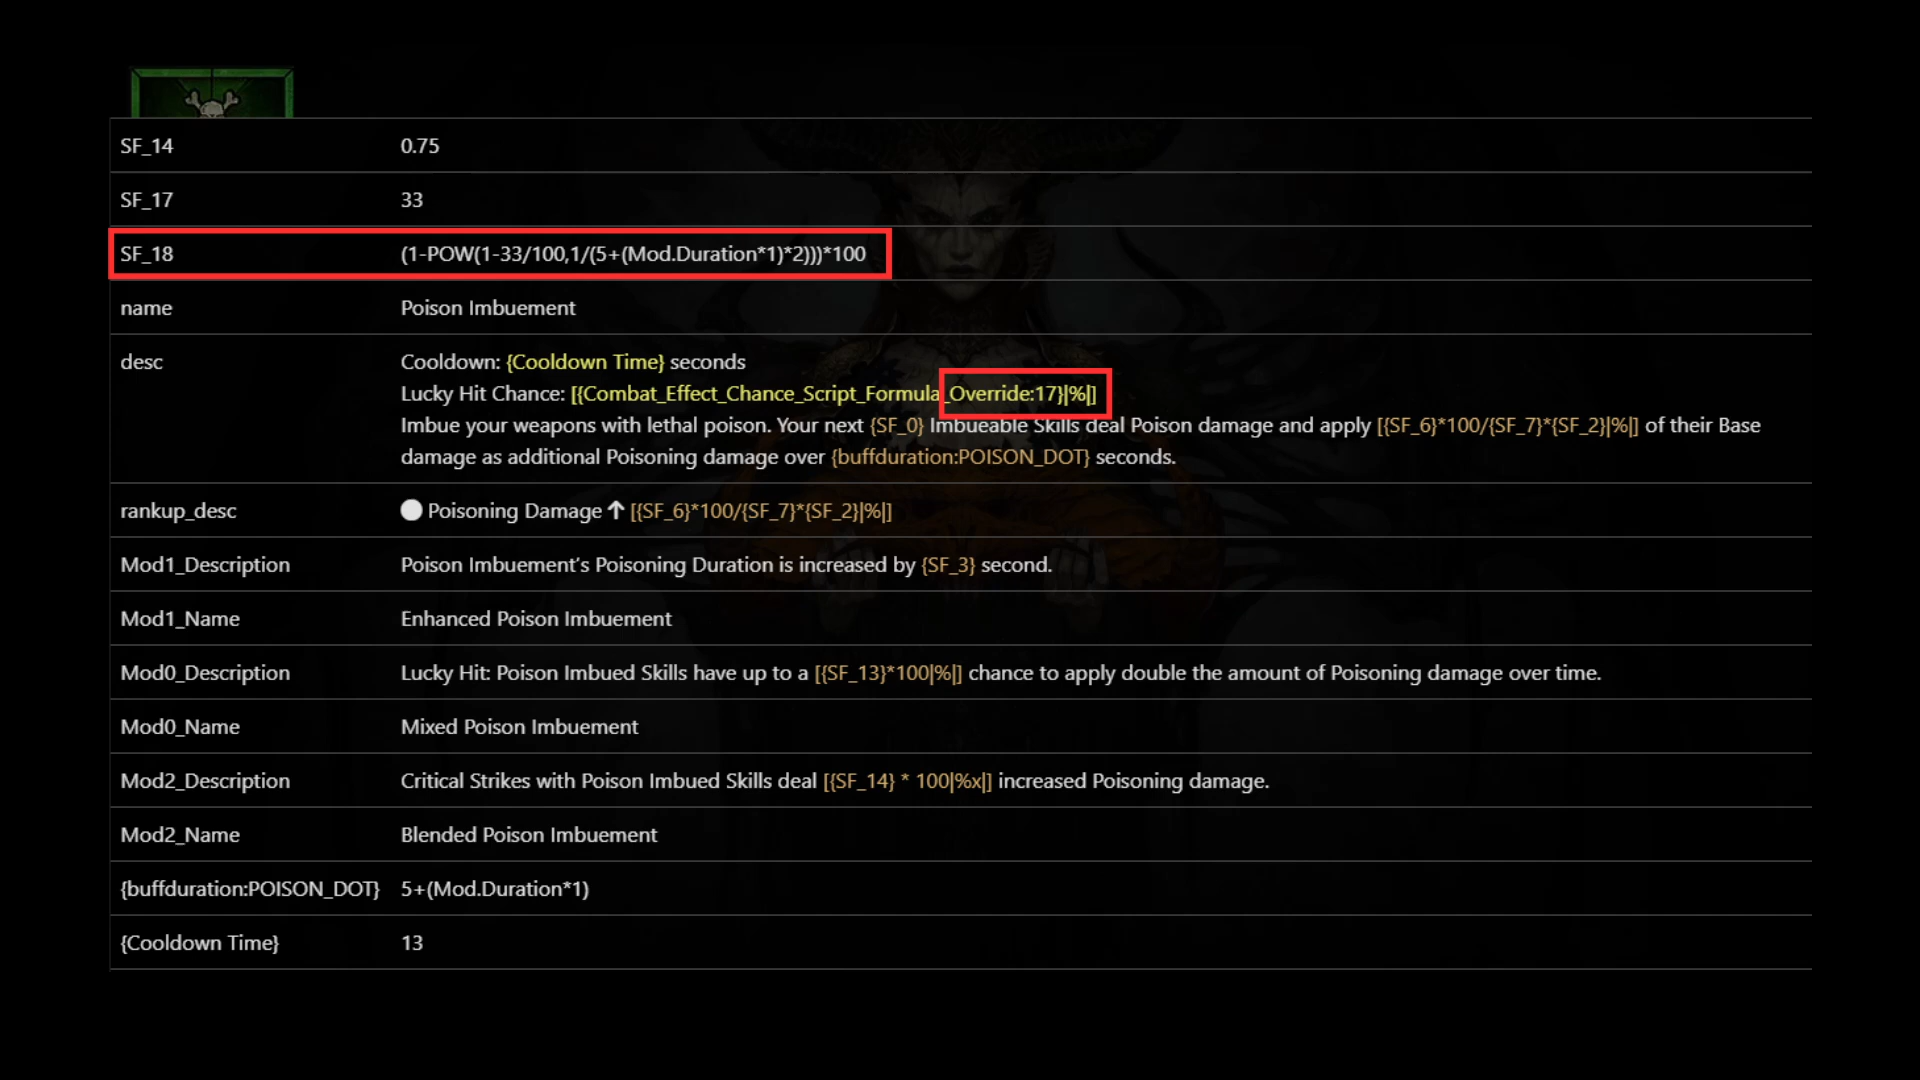 SF_14 0.75
SF_17 33
SF_18 (1-POW(1-33/100,1/(5+(Mod.Duration*1)*2)))*100
name Poison Imbuement
desc Cooldown: {Cooldown Time} seconds
Lucky Hit Chance: [{Combat_Effect_Chance_Script_Formula_Override:17}|%|]
Imbue your weapons with lethal poison. Your next {SF_0} Imbueable Skills deal Poison damage and apply [{SF_6}*100/{SF_7}*{SF_2}|%|] of their Base
damage as additional Poisoning damage over {buffduration:POISON_DOT} seconds.
rankup_desc Poisoning Damage ↑ [{SF_6}*100/{SF_7}*{SF_2}|%|]
Mod1_Description Poison Imbuement’s Poisoning Duration is increased by {SF_3} second.
Mod1_Name Enhanced Poison Imbuement
Mod0_Description Lucky Hit: Poison Imbued Skills have up to a [{SF_13}*100|%|] chance to apply double the amount of Poisoning damage over time.
Mod0_Name Mixed Poison Imbuement
Mod2_Description Critical Strikes with Poison Imbued Skills deal [{SF_14} * 100|%x|] increased Poisoning damage.
Mod2_Name Blended Poison Imbuement
{buffduration:POISON_DOT} 5+(Mod.Duration*1)
{Cooldown Time} 13